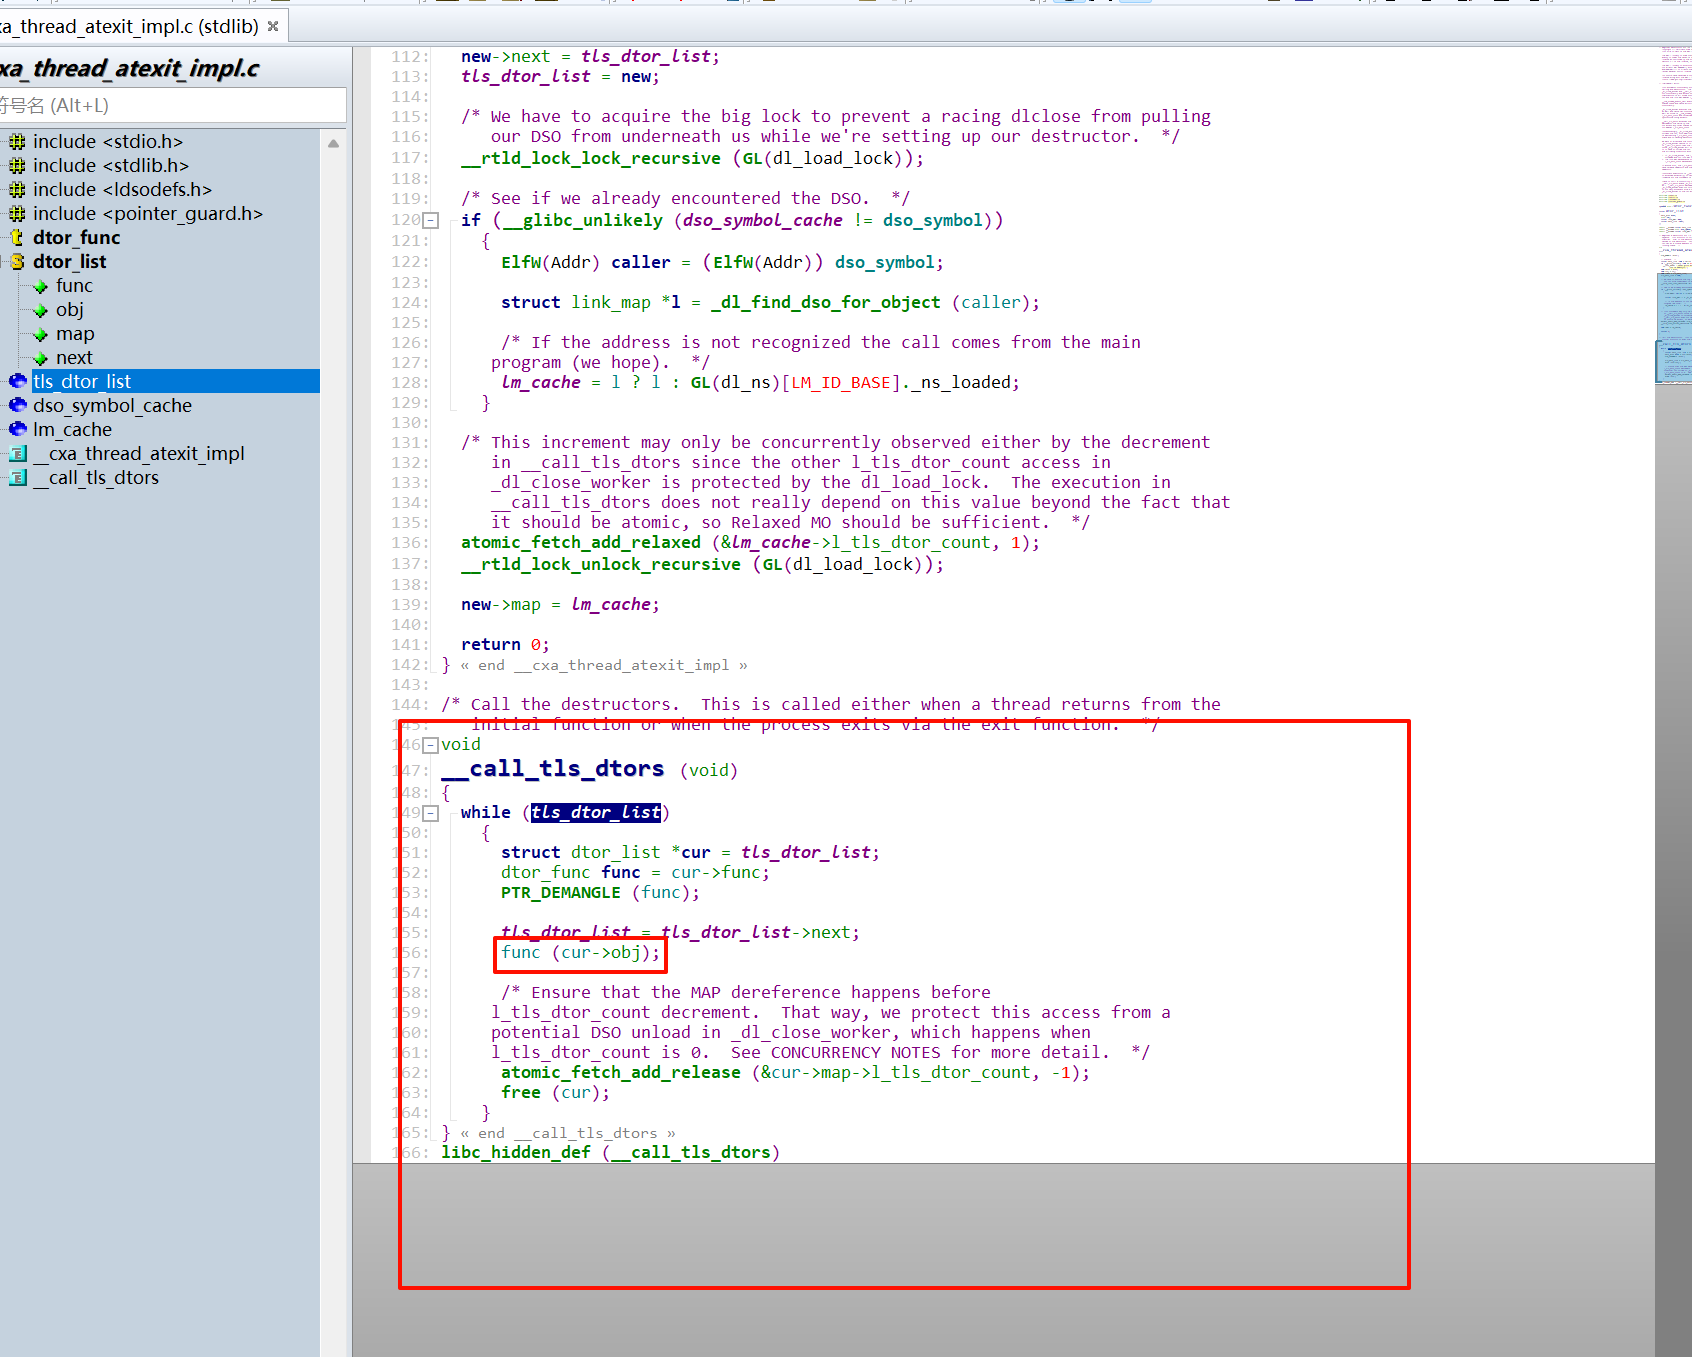 xa_thread_atexit_impl.c (stdlib)
xa_thread_atexit_impl.c
符号名 (Alt+L)
include <stdio.h>
include <stdlib.h>
include <ldsodefs.h>
include <pointer_guard.h>
dtor_func
dtor_list
func
obj
map
next
tls_dtor_list
dso_symbol_cache
lm_cache
__cxa_thread_atexit_impl
__call_tls_dtors
112: new->next = tls_dtor_list;
113: tls_dtor_list = new;
114:
115: /* We have to acquire the big lock to prevent a racing dlclose from pulling
116: our DSO from underneath us while we're setting up our destructor. */
117: __rtld_lock_lock_recursive (GL(dl_load_lock));
118:
119: /* See if we already encountered the DSO. */
120: if (__glibc_unlikely (dso_symbol_cache != dso_symbol))
121: {
122: ElfW(Addr) caller = (ElfW(Addr)) dso_symbol;
123:
124: struct link_map *l = _dl_find_dso_for_object (caller);
125:
126: /* If the address is not recognized the call comes from the main
127: program (we hope). */
128: lm_cache = l ? l : GL(dl_ns)[LM_ID_BASE]._ns_loaded;
129: }
130:
131: /* This increment may only be concurrently observed either by the decrement
132: in __call_tls_dtors since the other l_tls_dtor_count access in
133: _dl_close_worker is protected by the dl_load_lock. The execution in
134: __call_tls_dtors does not really depend on this value beyond the fact that
135: it should be atomic, so Relaxed MO should be sufficient. */
136: atomic_fetch_add_relaxed (&lm_cache->l_tls_dtor_count, 1);
137: __rtld_lock_unlock_recursive (GL(dl_load_lock));
138:
139: new->map = lm_cache;
140:
141: return 0;
142: } « end __cxa_thread_atexit_impl »
143:
144: /* Call the destructors. This is called either when a thread returns from the
145: initial function or when the process exits via the exit function. */
146: void
147: __call_tls_dtors (void)
148: {
149: while (tls_dtor_list)
150: {
151: struct dtor_list *cur = tls_dtor_list;
152: dtor_func func = cur->func;
153: PTR_DEMANGLE (func);
154:
155: tls_dtor_list = tls_dtor_list->next;
156: func (cur->obj);
157:
158: /* Ensure that the MAP dereference happens before
159: l_tls_dtor_count decrement. That way, we protect this access from a
160: potential DSO unload in _dl_close_worker, which happens when
161: l_tls_dtor_count is 0. See CONCURRENCY NOTES for more detail. */
162: atomic_fetch_add_release (&cur->map->l_tls_dtor_count, -1);
163: free (cur);
164: }
165: } « end __call_tls_dtors »
166: libc_hidden_def (__call_tls_dtors)